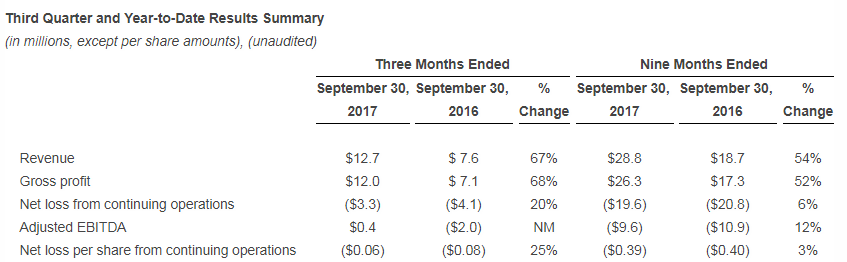 Third Quarter and Year-to-Date Results Summary
(in millions, except per share amounts), (unaudited)
Three Months Ended Nine Months Ended
September 30, September 30, % September 30, September 30, %
2017 2016 Change 2017 2016 Change
Revenue $12.7 $ 7.6 67% $28.8 $18.7 54%
Gross profit $12.0 $ 7.1 68% $26.3 $17.3 52%
Net loss from continuing operations ($3.3) ($4.1) 20% ($19.6) ($20.8) 6%
Adjusted EBITDA $0.4 ($2.0) NM ($9.6) ($10.9) 12%
Net loss per share from continuing operations ($0.06) ($0.08) 25% ($0.39) ($0.40) 3%